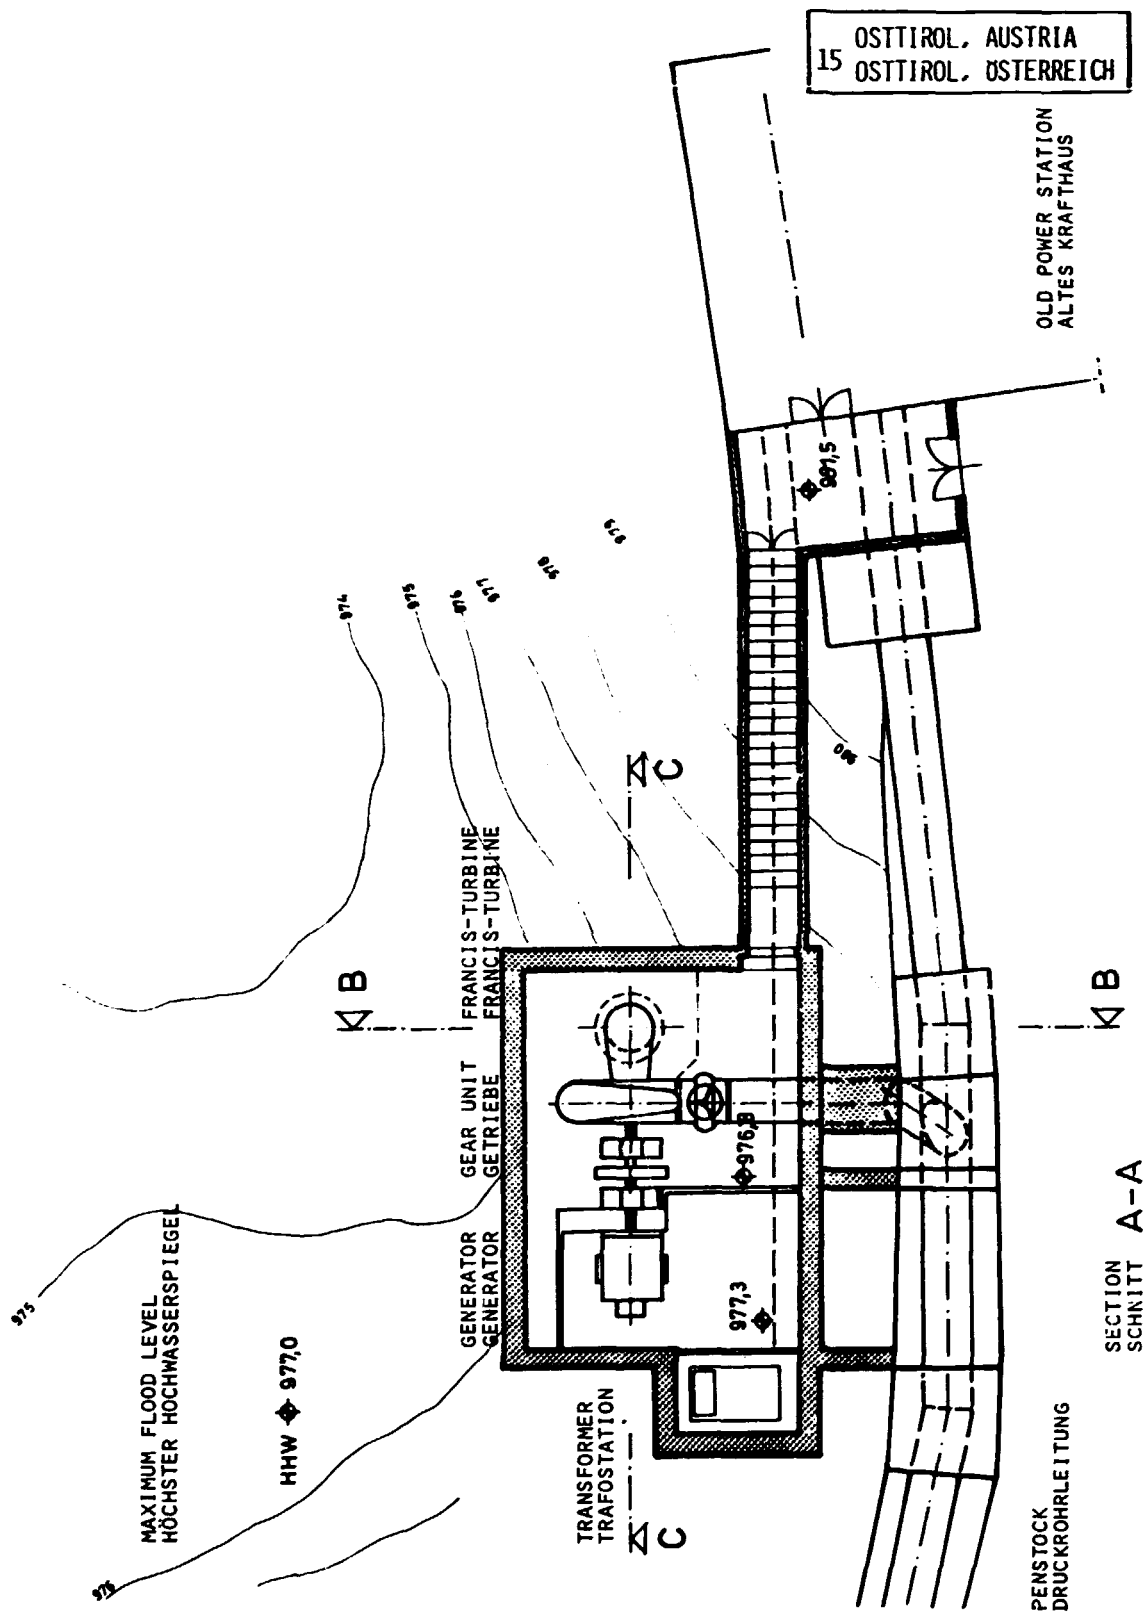 15
OSTTIROL, AUSTRIA
OSTTIROL, ÖSTERREICH
OLD POWER STATION
ALTES KRAFTHAUS
981,5
979
978
977
976
975
974
980
C
FRANCIS-TURBINE
FRANCIS-TURBINE
B
B
GEAR UNIT
GETRIEBE
976,8
GENERATOR
GENERATOR
977,3
MAXIMUM FLOOD LEVEL
HÖCHSTER HOCHWASSERSPIEGEL
HHW 977,0
975
976
TRANSFORMER
TRAFOSTATION
C
SECTION
SCHNITT A-A
PENSTOCK
DRUCKROHRLEITUNG